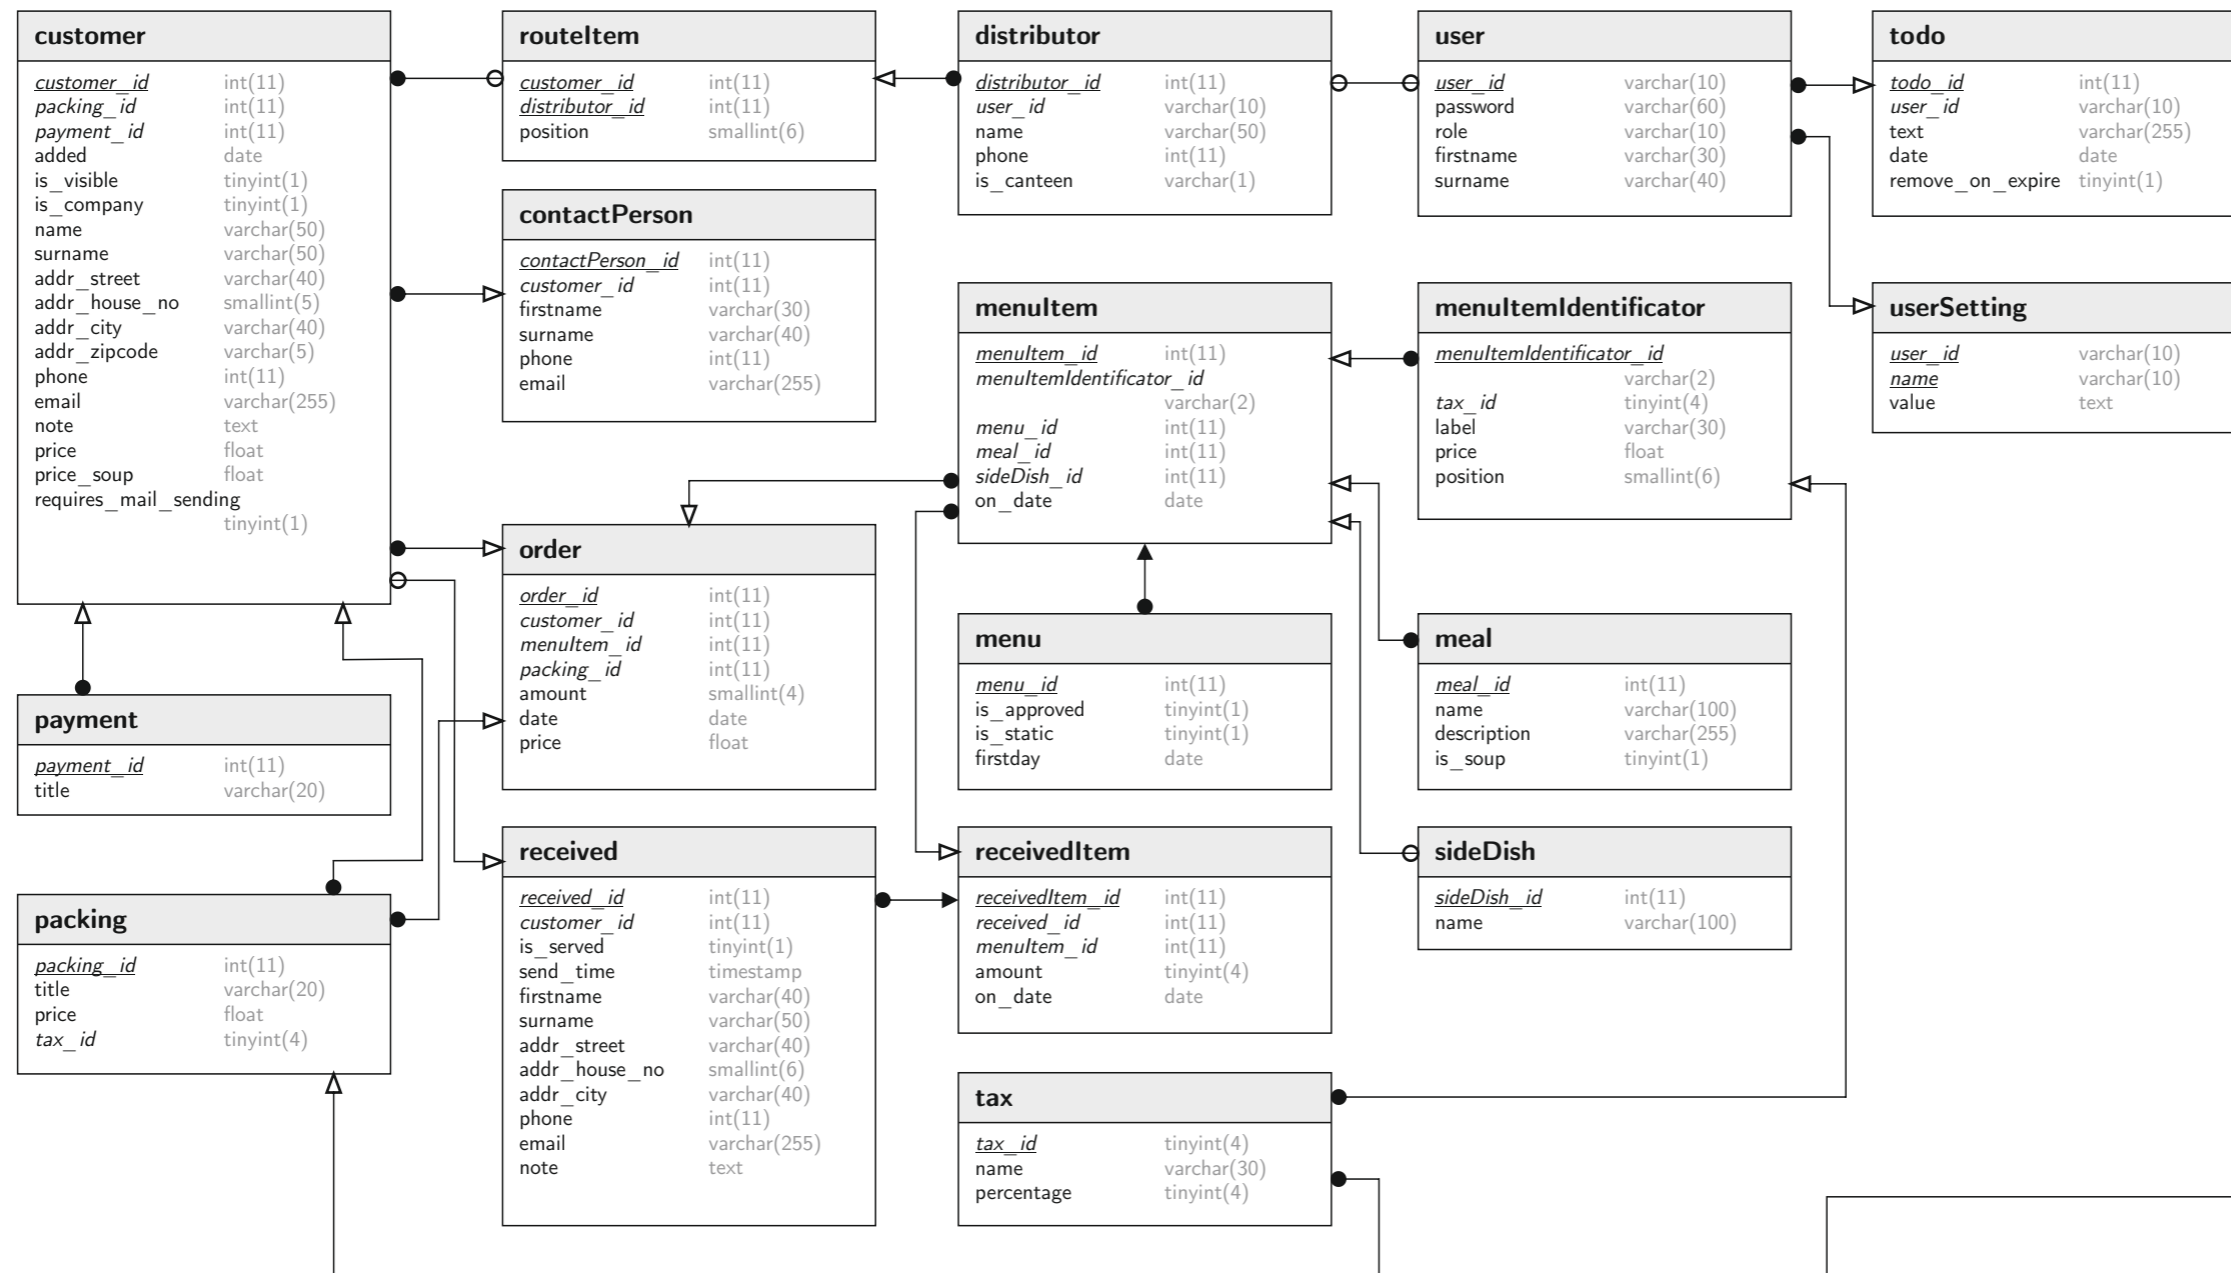 customer
customer_id int(11)
packing_id int(11)
payment_id int(11)
added date
is_visible tinyint(1)
is_company tinyint(1)
name varchar(50)
surname varchar(50)
addr_street varchar(40)
addr_house_no smallint(5)
addr_city varchar(40)
addr_zipcode varchar(5)
phone int(11)
email varchar(255)
note text
price float
price_soup float
requires_mail_sending
tinyint(1)
payment
payment_id int(11)
title varchar(20)
packing
packing_id int(11)
title varchar(20)
price float
tax_id tinyint(4)
routeItem
customer_id int(11)
distributor_id int(11)
position smallint(6)
contactPerson
contactPerson_id int(11)
customer_id int(11)
firstname varchar(30)
surname varchar(40)
phone int(11)
email varchar(255)
order
order_id int(11)
customer_id int(11)
menuItem_id int(11)
packing_id int(11)
amount smallint(4)
date date
price float
received
received_id int(11)
customer_id int(11)
is_served tinyint(1)
send_time timestamp
firstname varchar(40)
surname varchar(50)
addr_street varchar(40)
addr_house_no smallint(6)
addr_city varchar(40)
phone int(11)
email varchar(255)
note text
distributor
distributor_id int(11)
user_id varchar(10)
name varchar(50)
phone int(11)
is_canteen varchar(1)
menuItem
menuItem_id int(11)
menuItemIdentificator_id
varchar(2)
menu_id int(11)
meal_id int(11)
sideDish_id int(11)
on_date date
menu
menu_id int(11)
is_approved tinyint(1)
is_static tinyint(1)
firstday date
receivedItem
receivedItem_id int(11)
received_id int(11)
menuItem_id int(11)
amount tinyint(4)
on_date date
tax
tax_id tinyint(4)
name varchar(30)
percentage tinyint(4)
user
user_id varchar(10)
password varchar(60)
role varchar(10)
firstname varchar(30)
surname varchar(40)
menuItemIdentificator
menuItemIdentificator_id
varchar(2)
tax_id tinyint(4)
label varchar(30)
price float
position smallint(6)
meal
meal_id int(11)
name varchar(100)
description varchar(255)
is_soup tinyint(1)
sideDish
sideDish_id int(11)
name varchar(100)
todo
todo_id int(11)
user_id varchar(10)
text varchar(255)
date date
remove_on_expire tinyint(1)
userSetting
user_id varchar(10)
name varchar(10)
value text